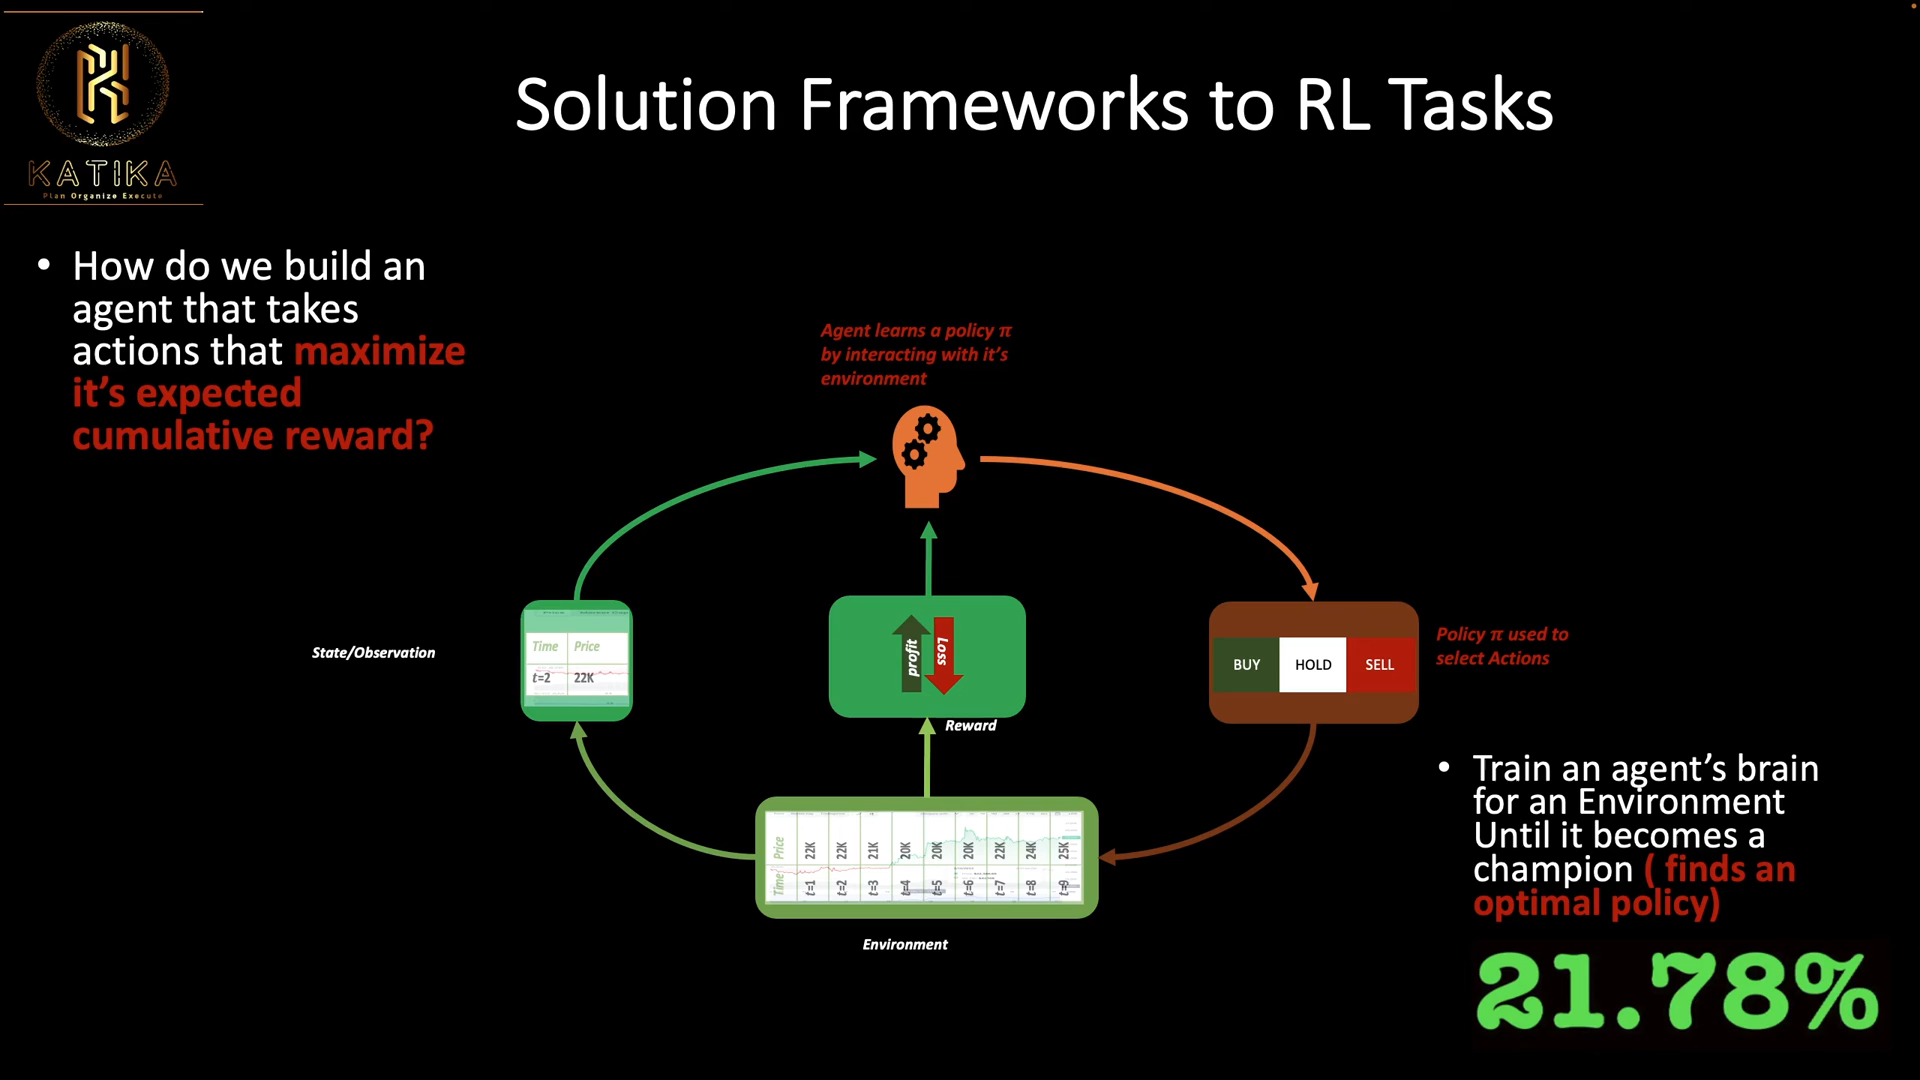 KATIKA
Plan Organize Execute
Solution Frameworks to RL Tasks
• How do we build an
agent that takes
actions that maximize
it’s expected
cumulative reward?
Agent learns a policy π
by interacting with it’s
environment
State/Observation
Time Price
t=2 22K
profit
Loss
Reward
BUY HOLD SELL
Policy π used to
select Actions
Price 22K 22K 21K 20K 20K 20K 22K 24K 25K
Time t=1 t=2 t=3 t=4 t=5 t=6 t=7 t=8 t=9
Environment
• Train an agent’s brain
for an Environment
Until it becomes a
champion ( finds an
optimal policy)
21.78%